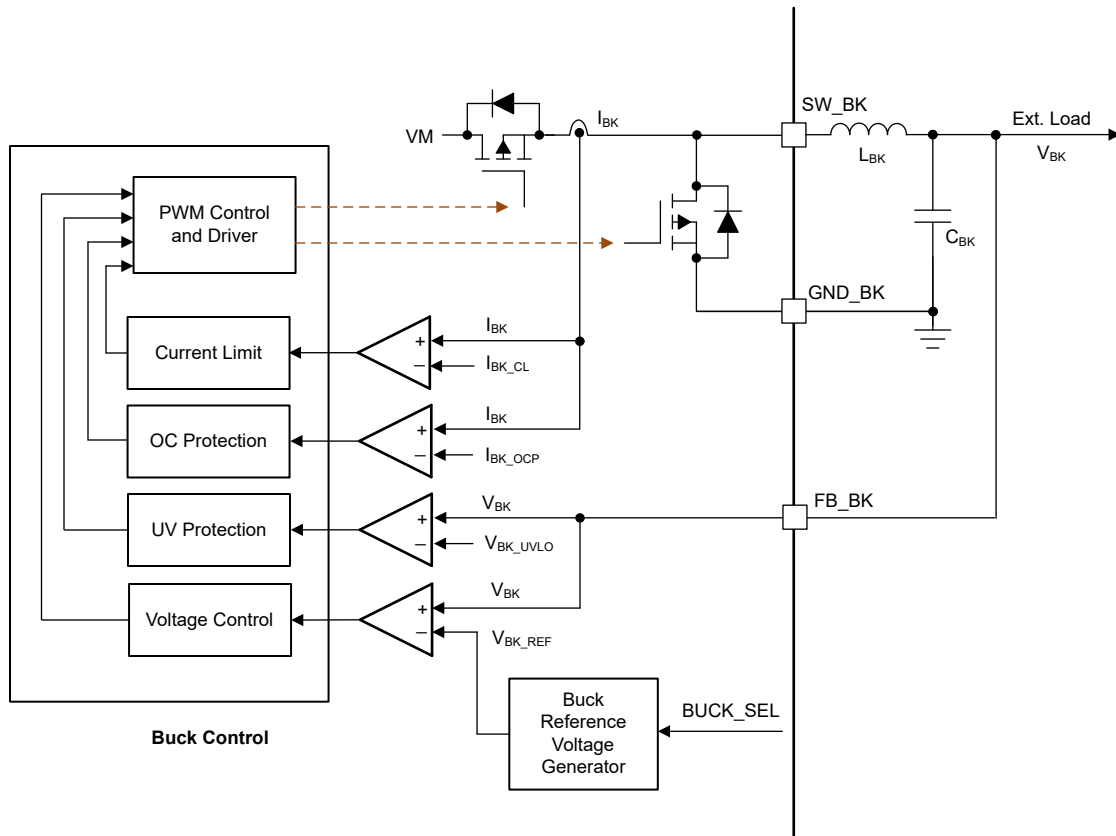 SW_BK
I_BK
Ext. Load
VM
L_BK
V_BK
PWM Control
and Driver
C_BK
GND_BK
I_BK
+
Current Limit
−
I_BK_CL
I_BK
+
OC Protection
−
I_BK_OCP
V_BK
FB_BK
+
UV Protection
−
V_BK_UVLO
V_BK
+
Voltage Control
−
V_BK_REF
Buck
Reference
Voltage
Generator
BUCK_SEL
Buck Control